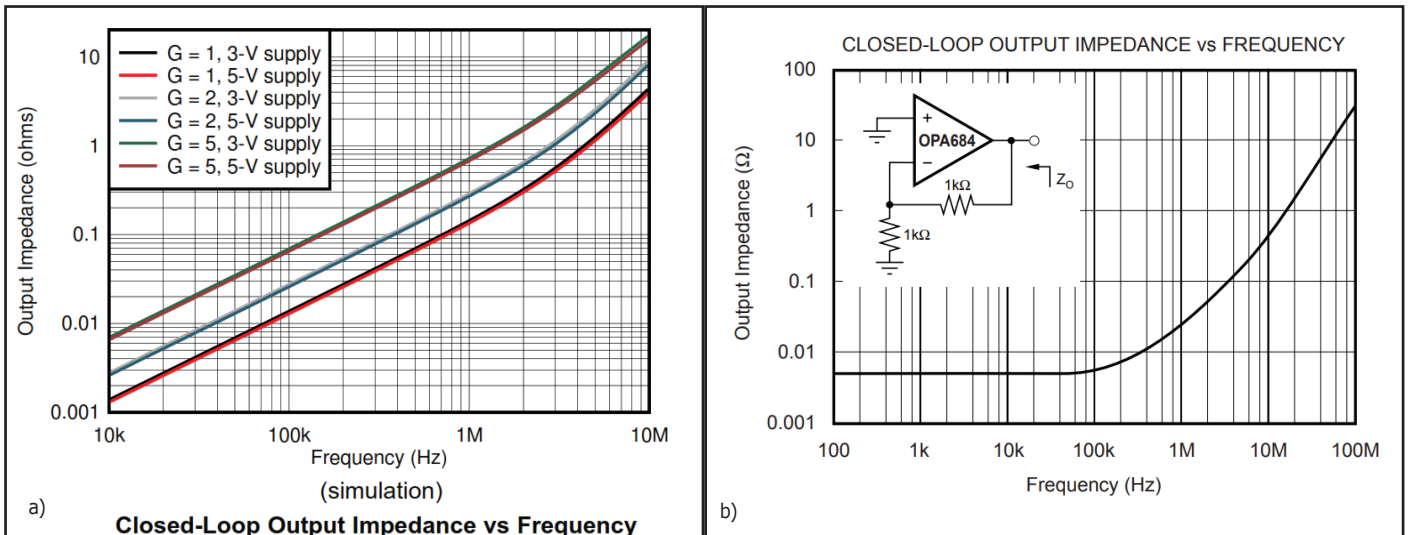 G = 1, 3-V supply
G = 1, 5-V supply
G = 2, 3-V supply
G = 2, 5-V supply
G = 5, 3-V supply
G = 5, 5-V supply
Output Impedance (ohms)
10
1
0.1
0.01
0.001
10k 100k 1M 10M
Frequency (Hz)
(simulation)
a)
Closed-Loop Output Impedance vs Frequency
CLOSED-LOOP OUTPUT IMPEDANCE vs FREQUENCY
Output Impedance (Ω)
100
10
1
0.1
0.01
0.001
+
OPA684
−
ZO
1kΩ
1kΩ
100 1k 10k 100k 1M 10M 100M
Frequency (Hz)
b)